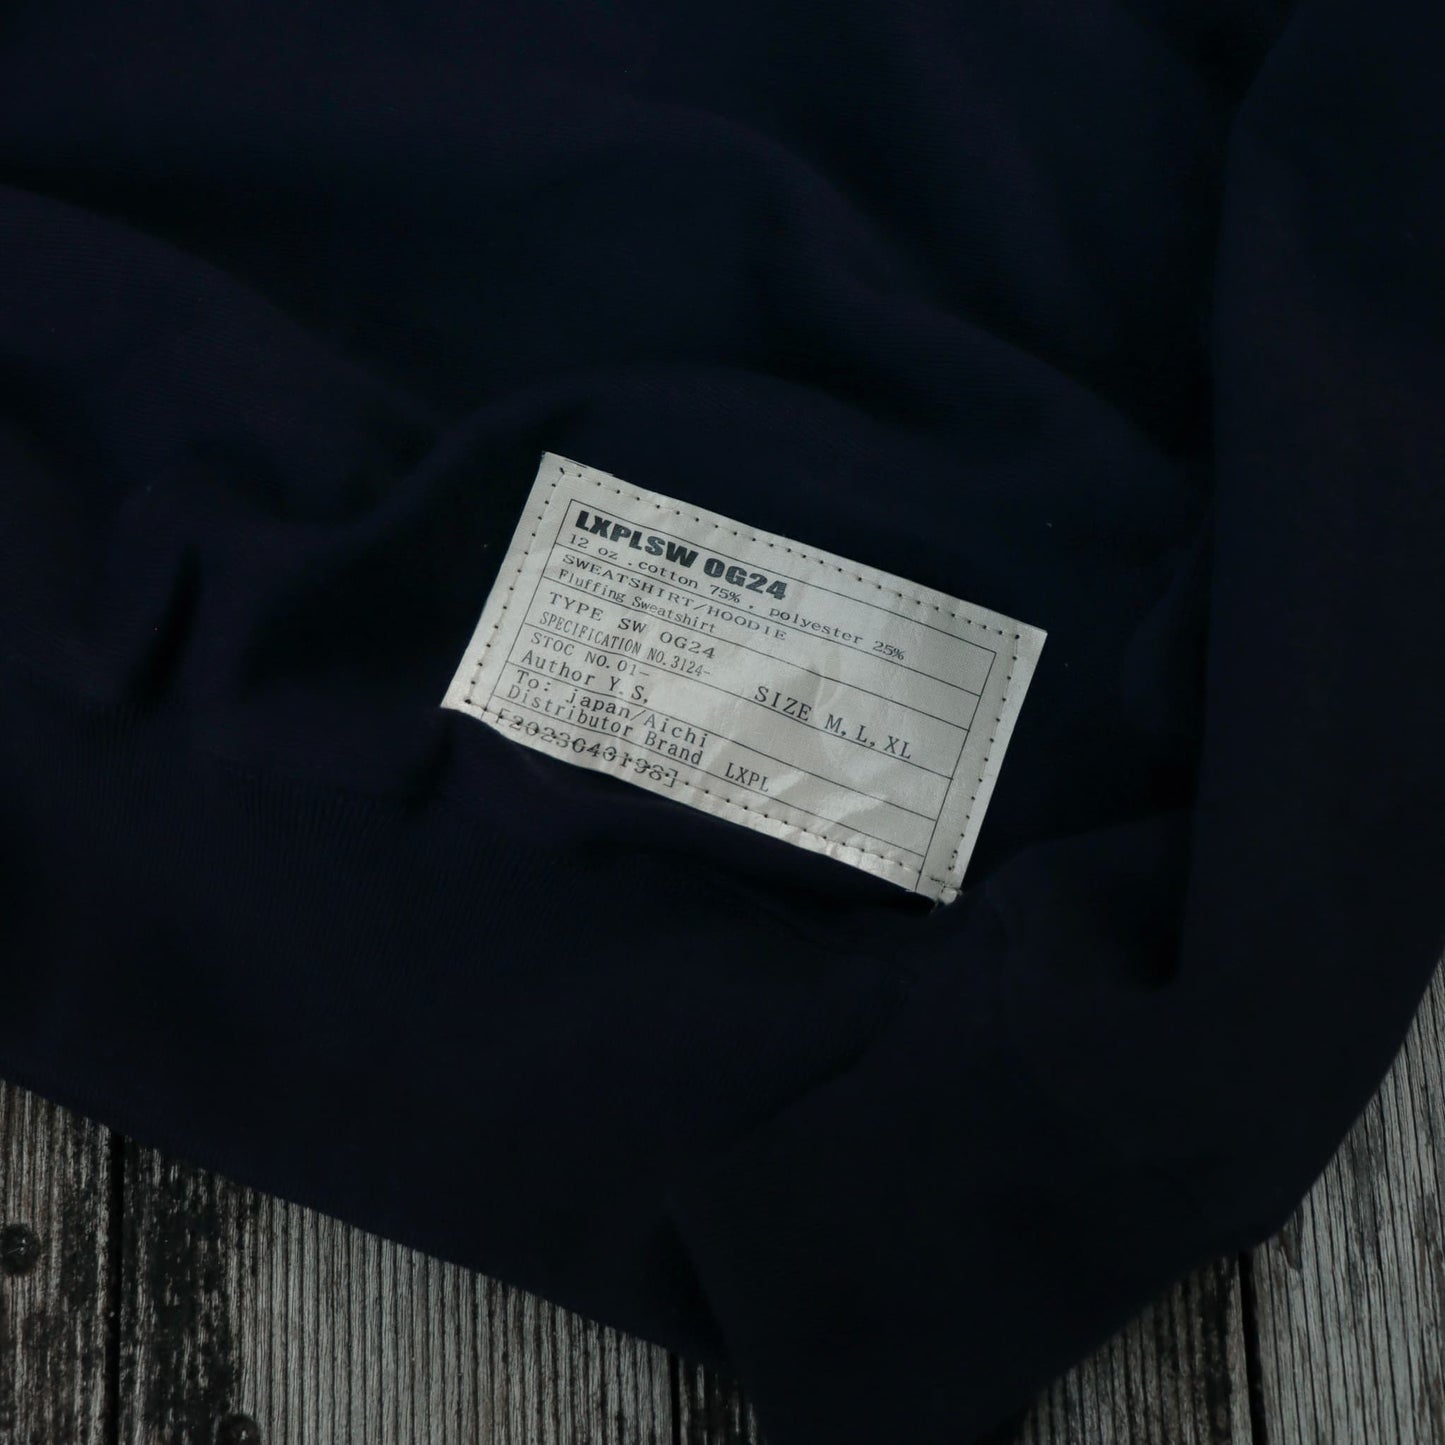 LXPLSW OG24
12 oz .cotton 75% . polyester 25%
SWEATSHIRT/HOODIE
Fluffing Sweatshirt
TYPE SW OG24
SPECIFICATION NO.3124-
STOC NO.01-
SIZE M, L, XL
Author Y.S,
To: japan/Aichi
Distributor Brand LXPL
[20230401987]